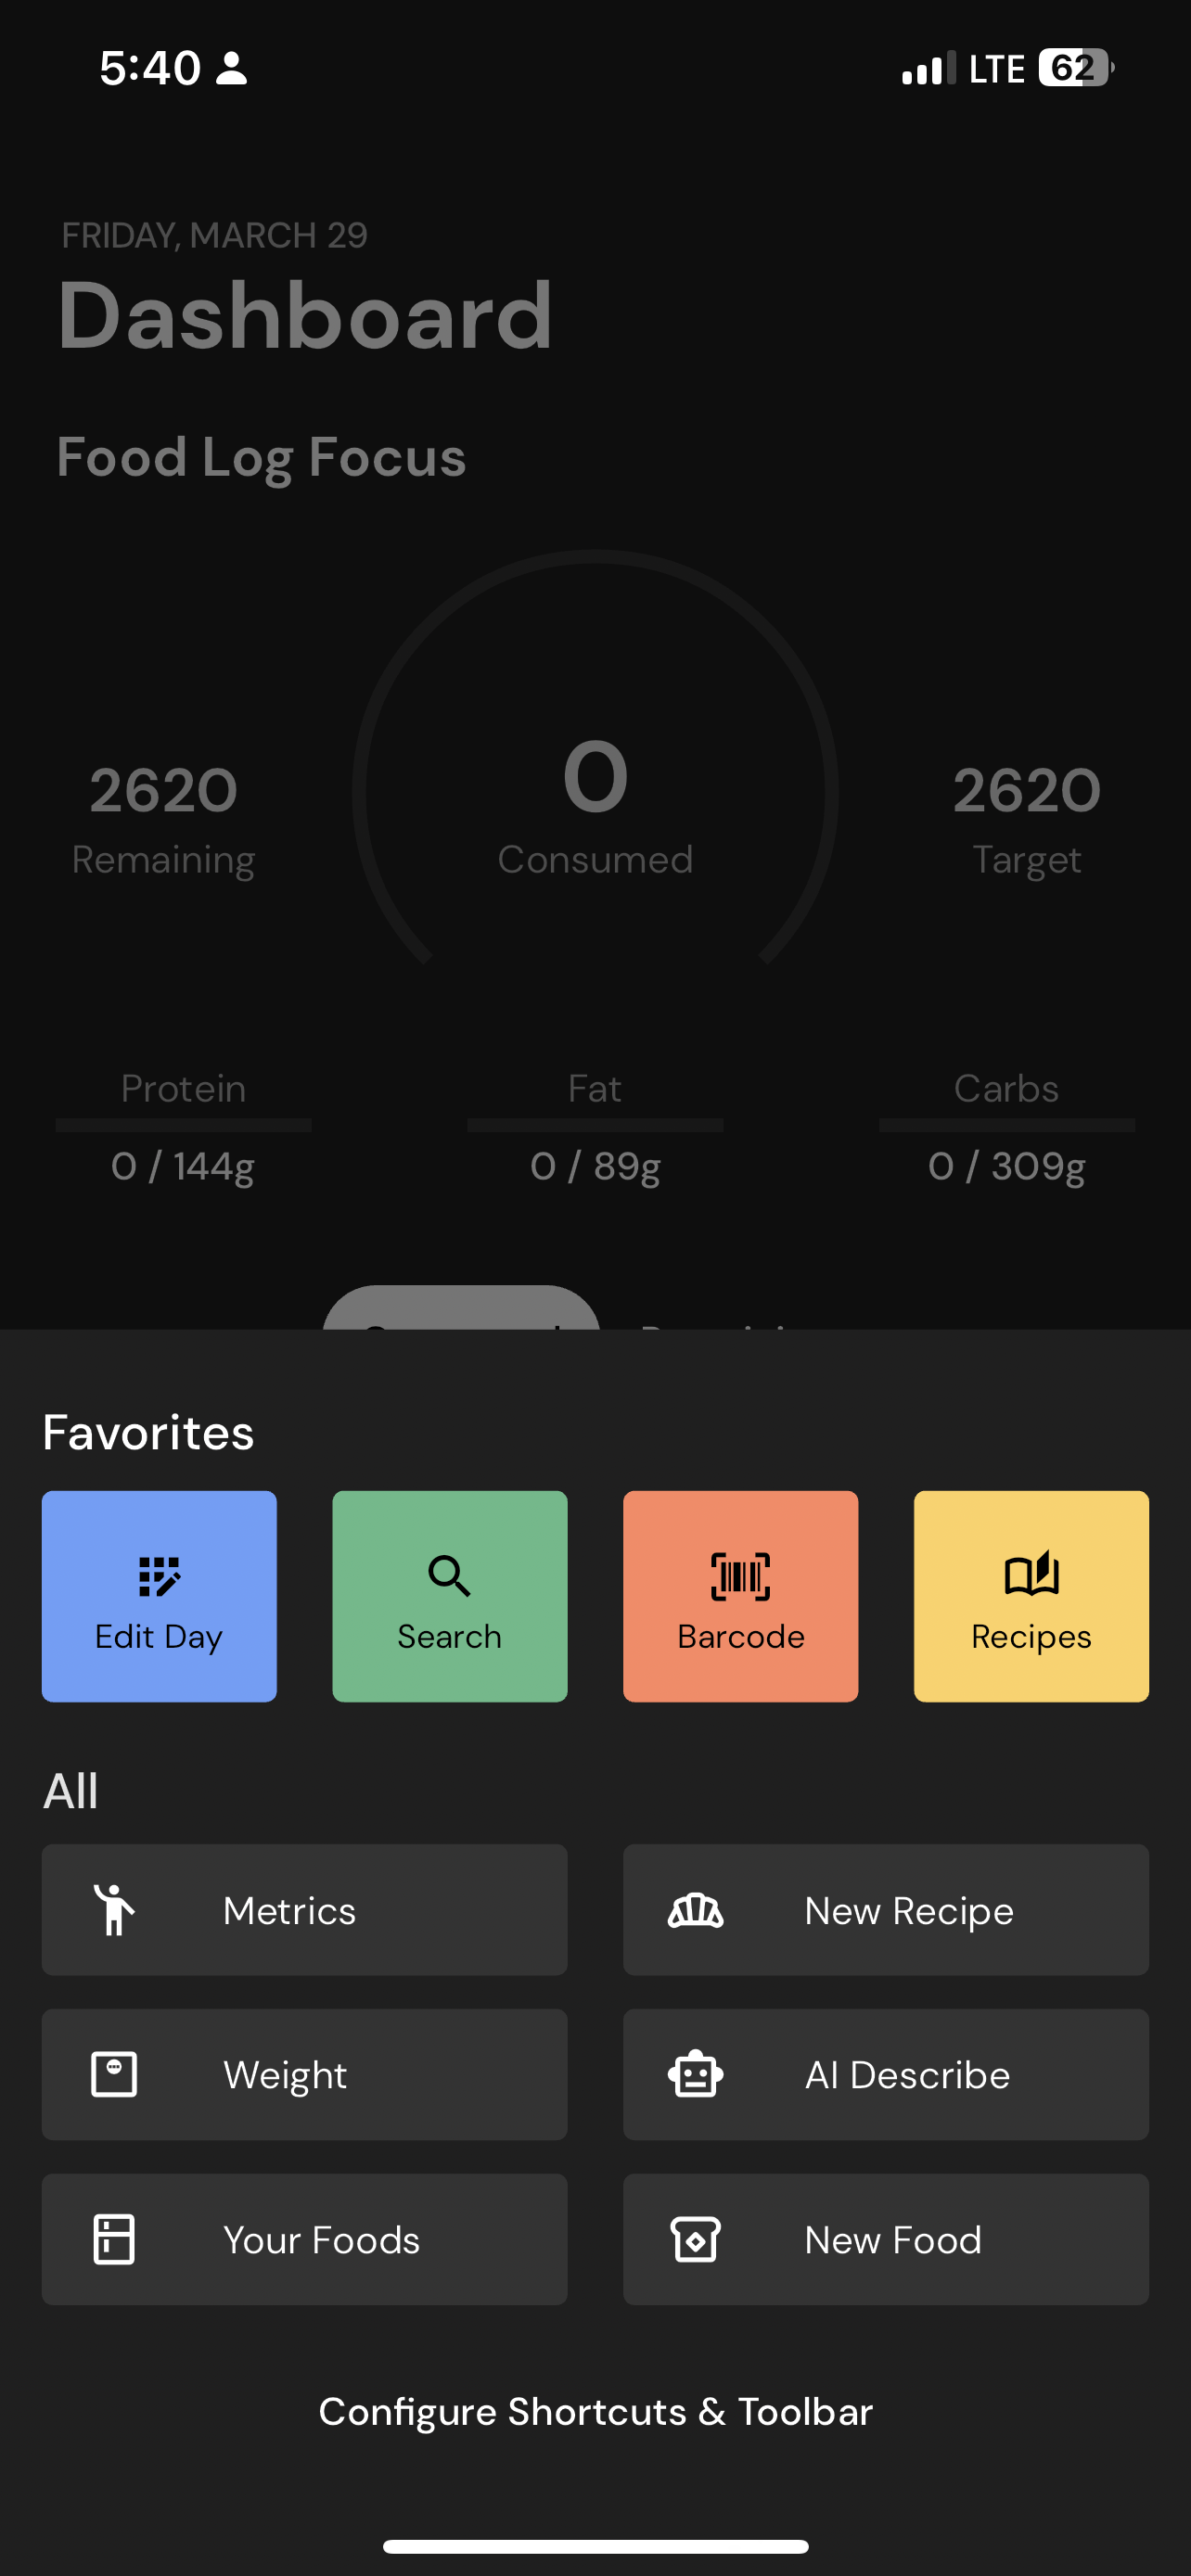 5:40
LTE 62
FRIDAY, MARCH 29
Dashboard
Food Log Focus
2620
Remaining
0
Consumed
2620
Target
Protein
0 / 144g
Fat
0 / 89g
Carbs
0 / 309g
Favorites
Edit Day
Search
Barcode
Recipes
All
Metrics
New Recipe
Weight
AI Describe
Your Foods
New Food
Configure Shortcuts & Toolbar